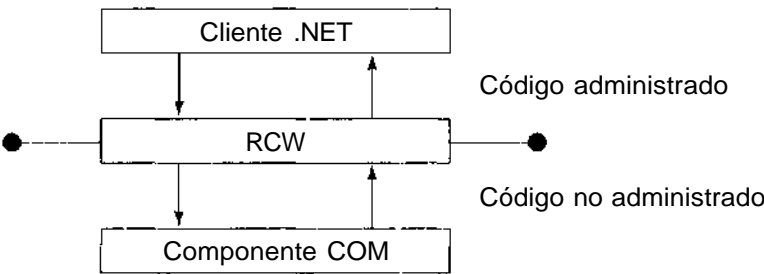 Cliente .NET
Código administrado
RCW
Código no administrado
Componente COM